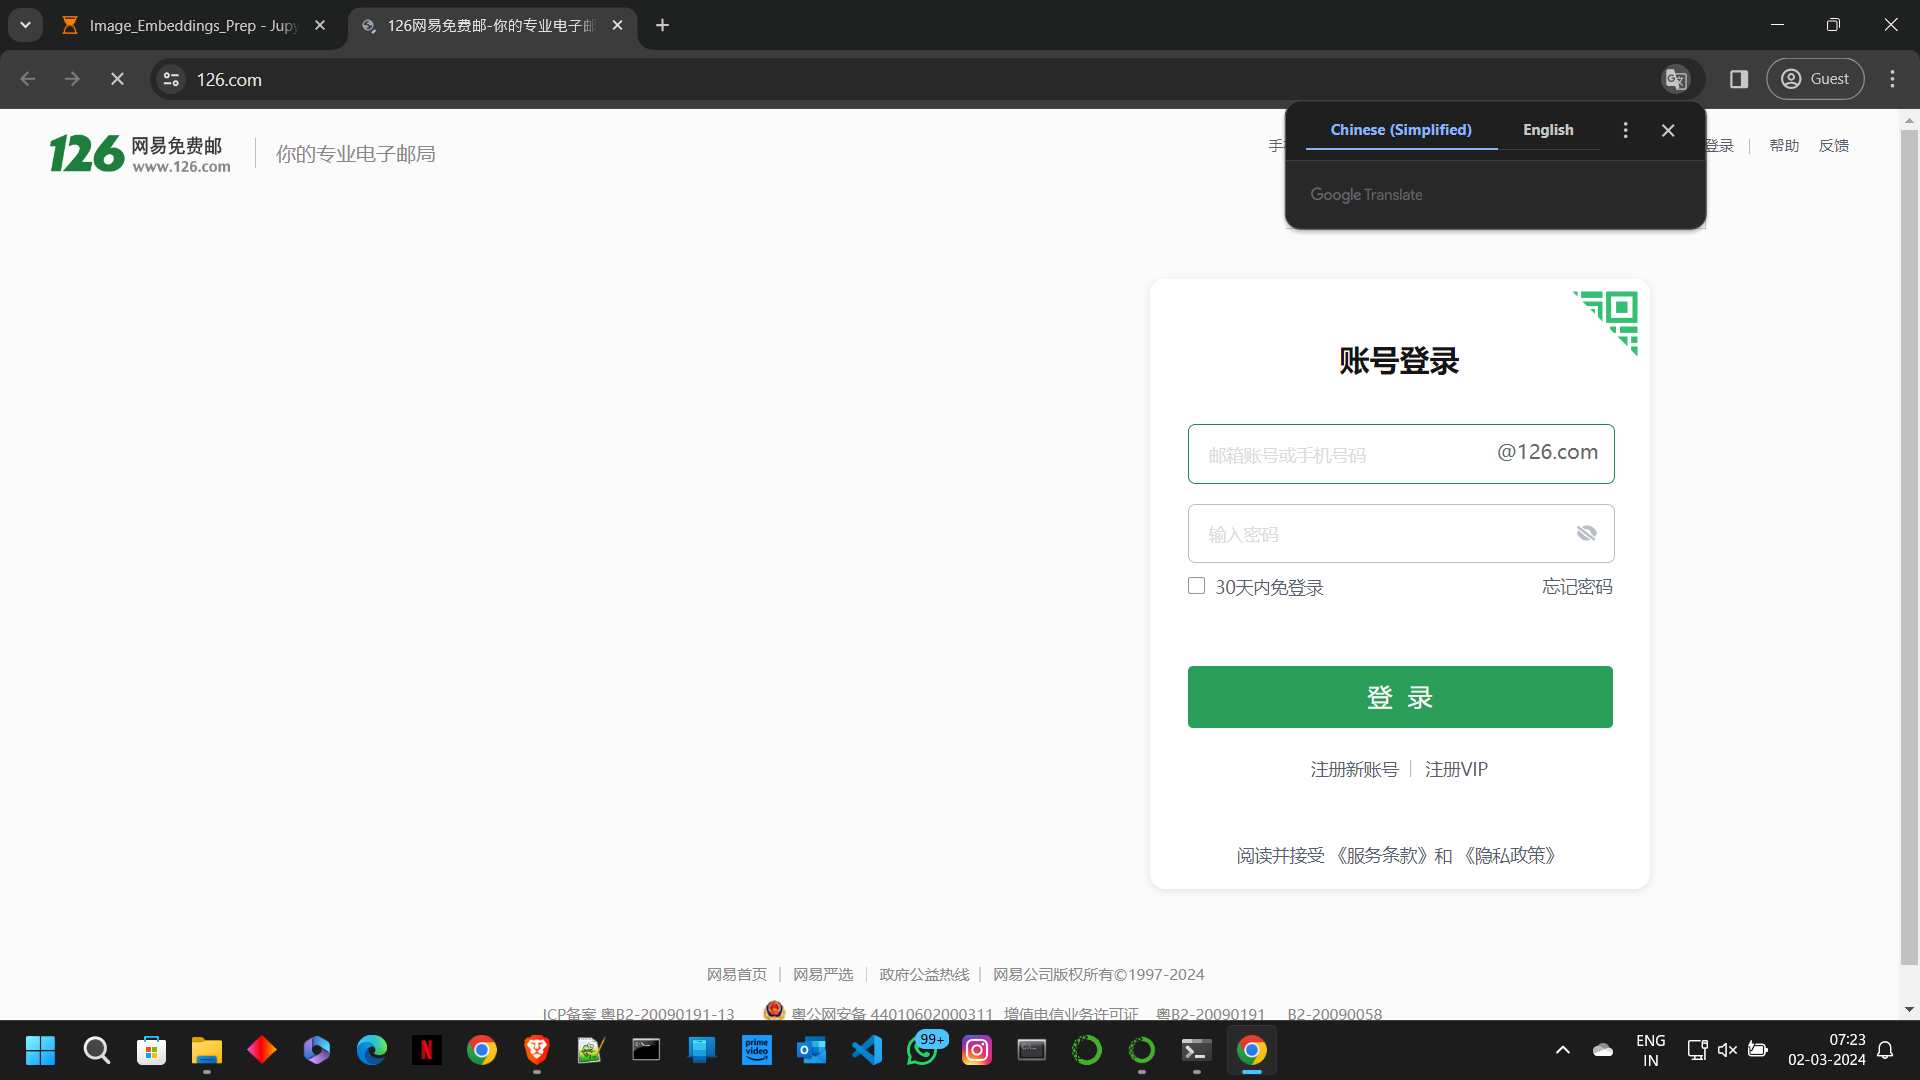 Image_Embeddings_Prep - Jupy
126网易免费邮-你的专业电子邮
126.com
Guest
Chinese (Simplified) English
Google Translate
126 网易免费邮
www.126.com
你的专业电子邮局
登录 帮助 反馈
账号登录
邮箱账号或手机号码 @126.com
输入密码
30天内免登录 忘记密码
登 录
注册新账号 注册VIP
阅读并接受 《服务条款》和 《隐私政策》
网易首页 网易严选 政府公益热线 网易公司版权所有©1997-2024
ICP备案 粤B2-20090191-13 粤公网安备 44010602000311 增值电信业务许可证 粤B2-20090191 B2-20090058
prime video
99+
ENG
IN
07:23
02-03-2024